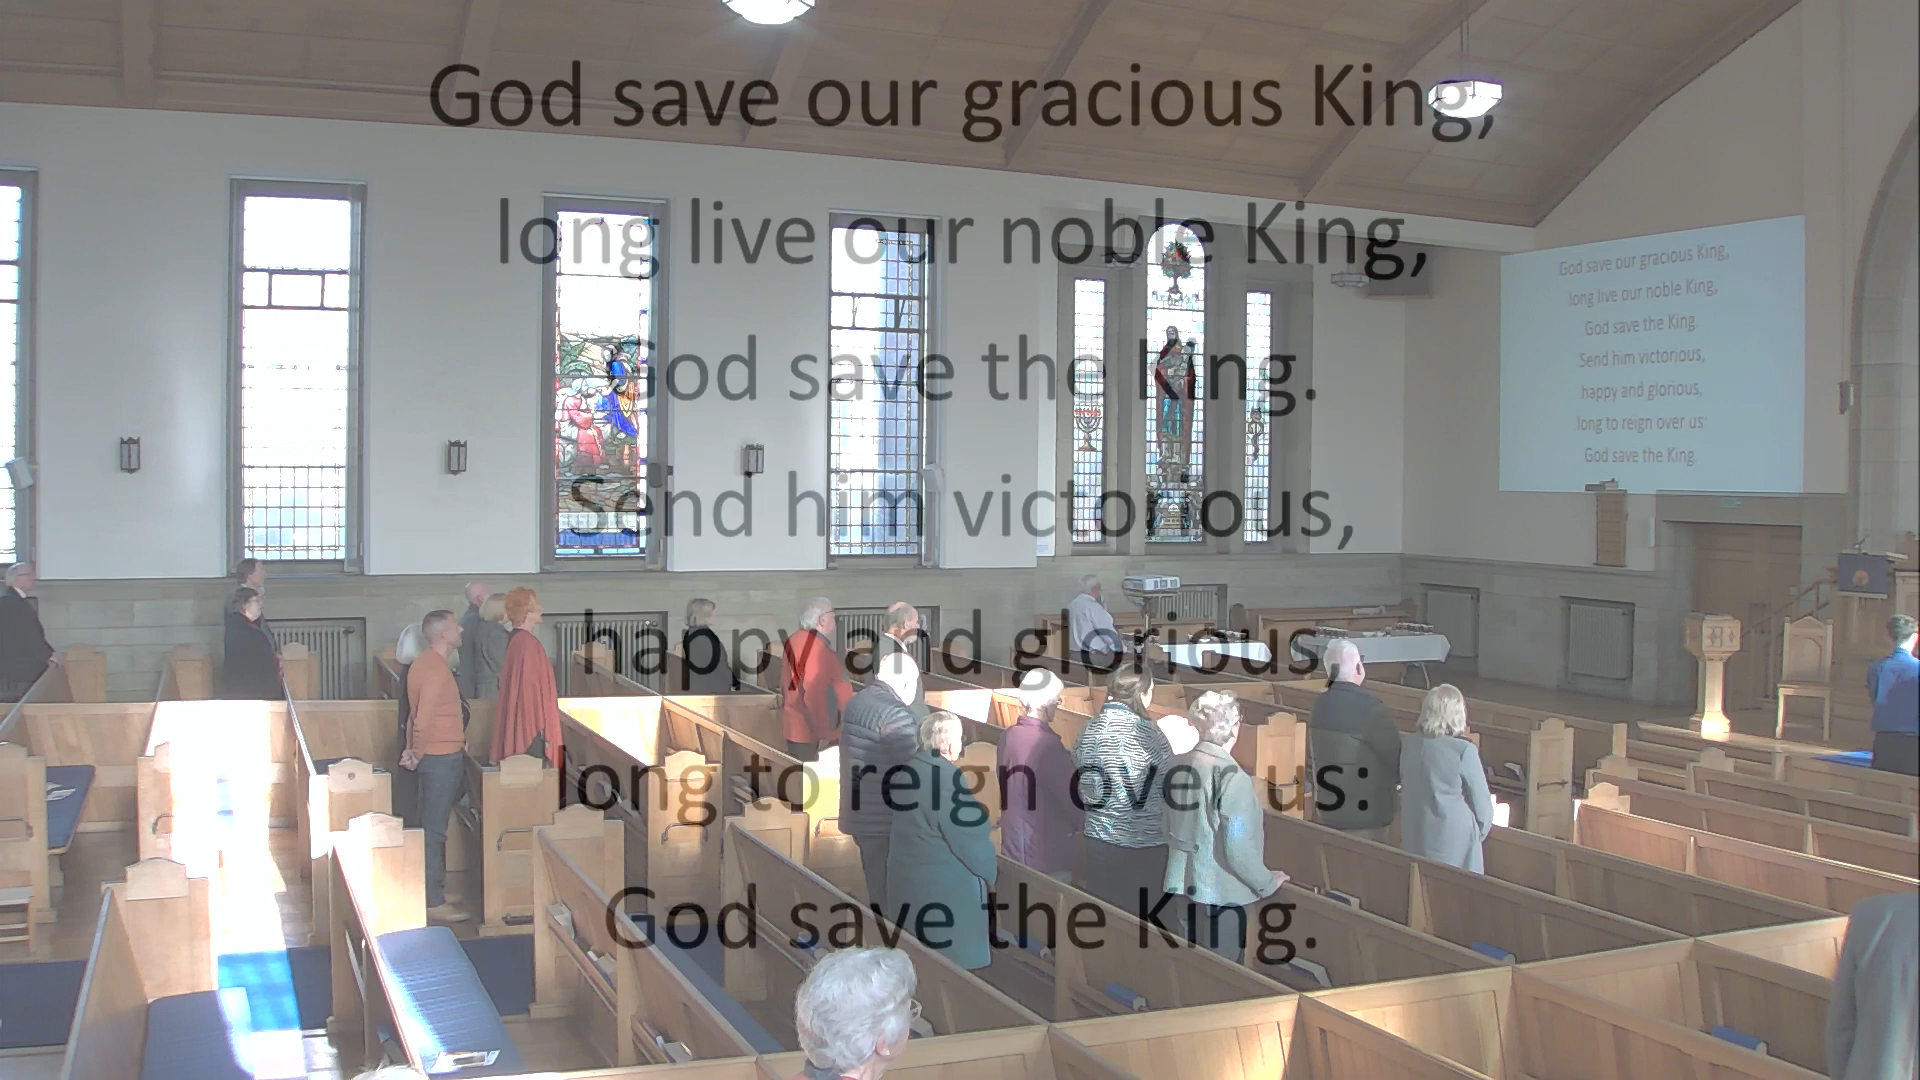 God save our gracious King,
long live our noble King,
God save the King.
Send him victorious,
happy and glorious,
long to reign over us:
God save the King.
God save our gracious King,
long live our noble King,
God save the King.
Send him victorious,
happy and glorious,
long to reign over us:
God save the King.